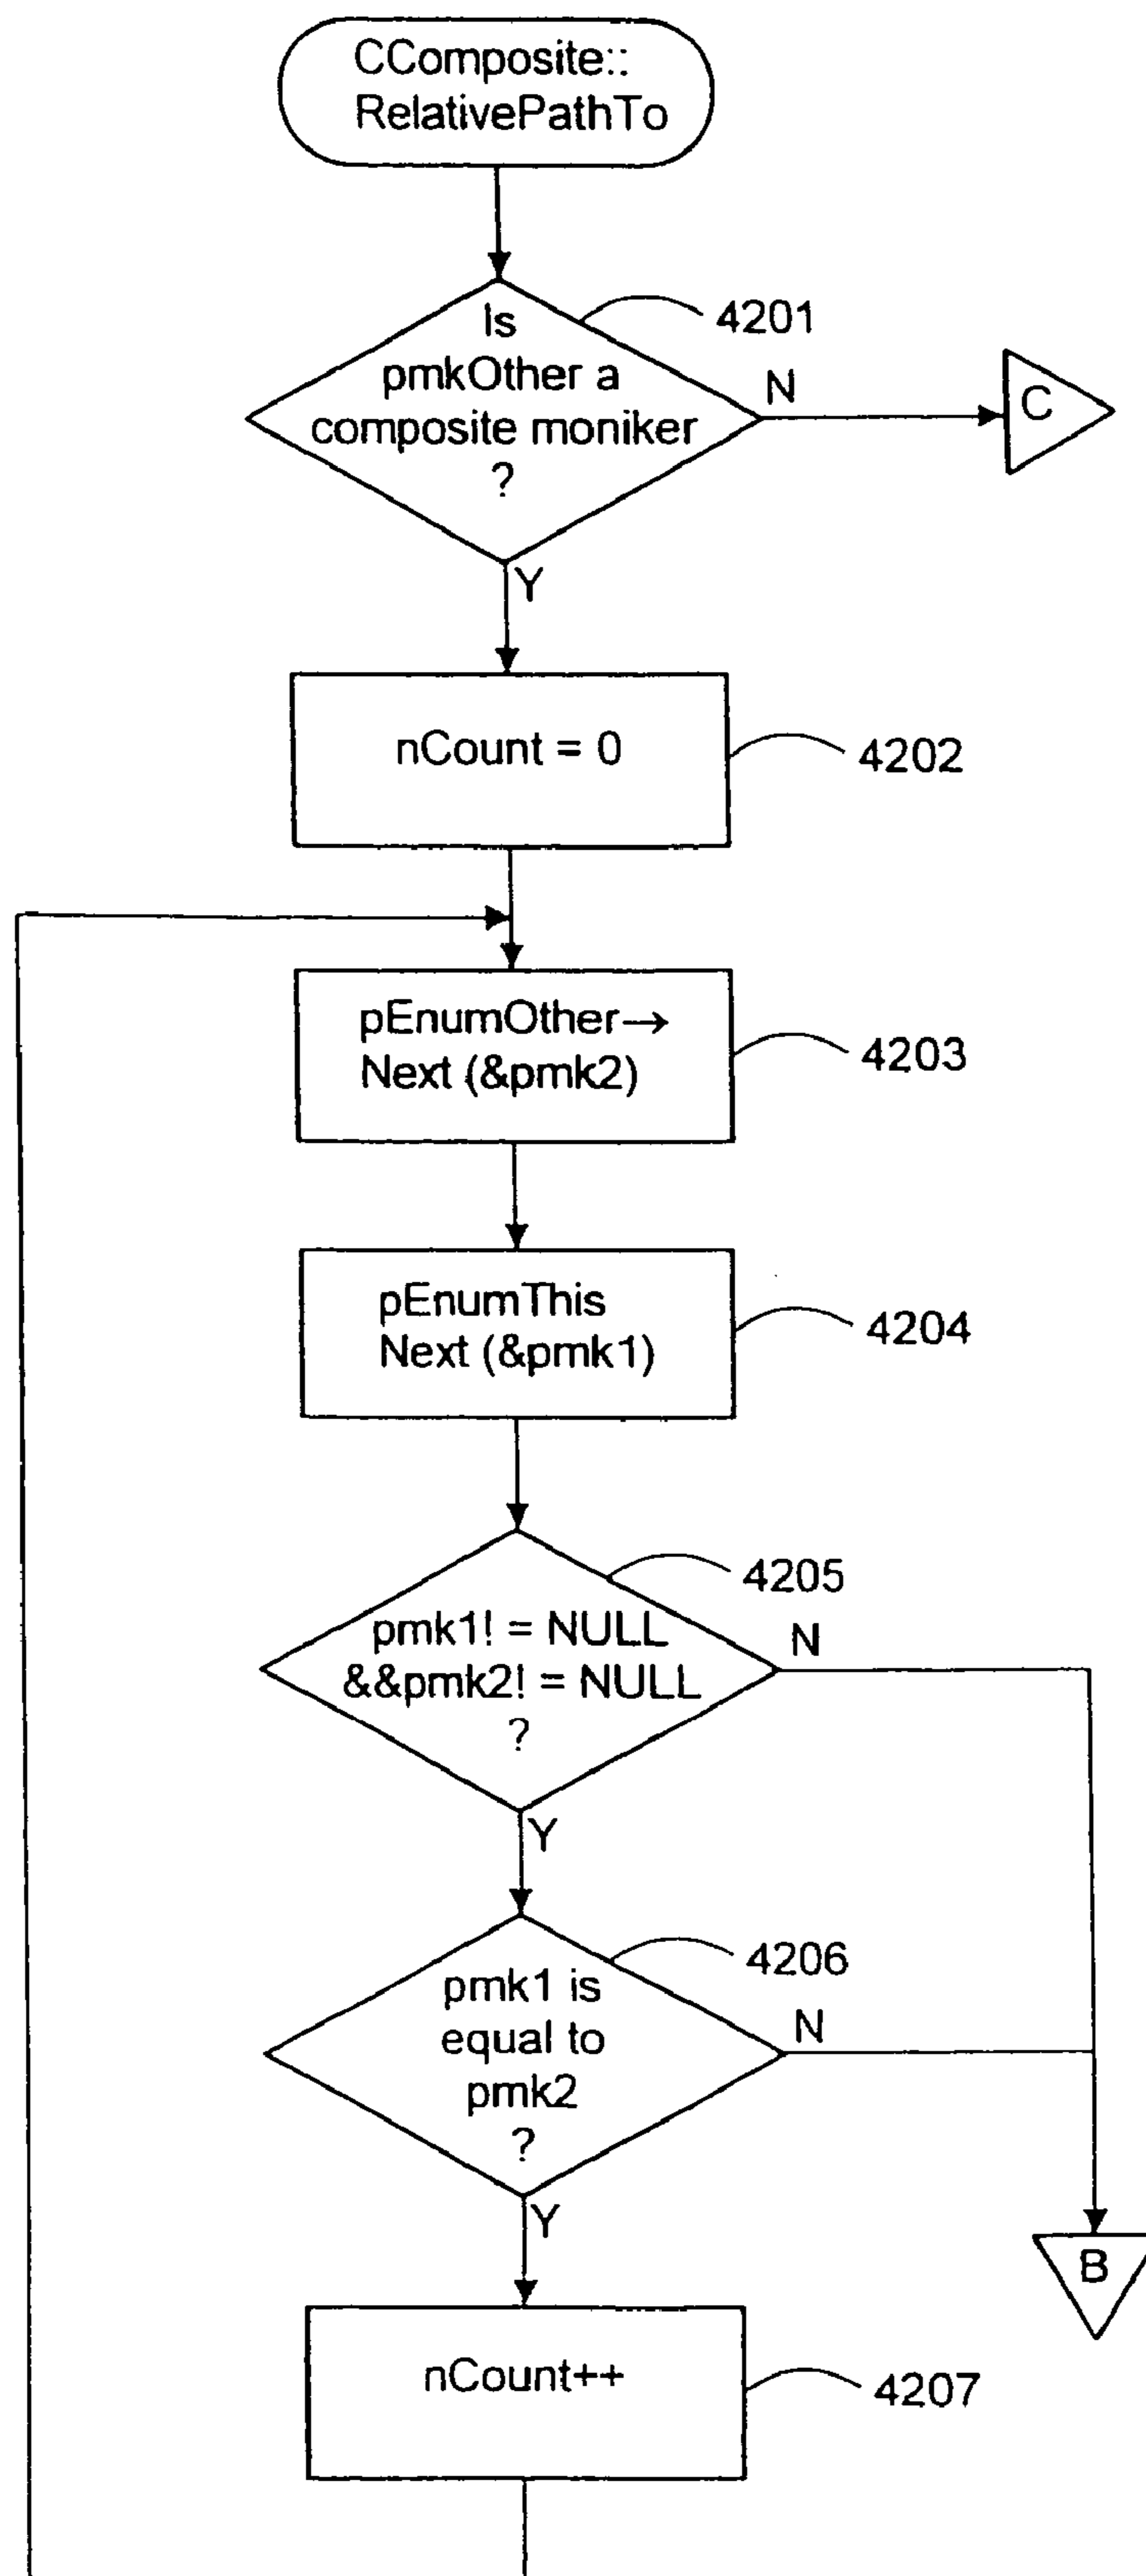 CComposite::
RelativePathTo
Is
pmkOther a
composite moniker
?
4201
N
C
Y
nCount = 0
4202
pEnumOther→
Next (&pmk2)
4203
pEnumThis
Next (&pmk1)
4204
pmk1! = NULL
&&pmk2! = NULL
?
4205
N
Y
pmk1 is
equal to
pmk2
?
4206
N
Y
B
nCount++
4207